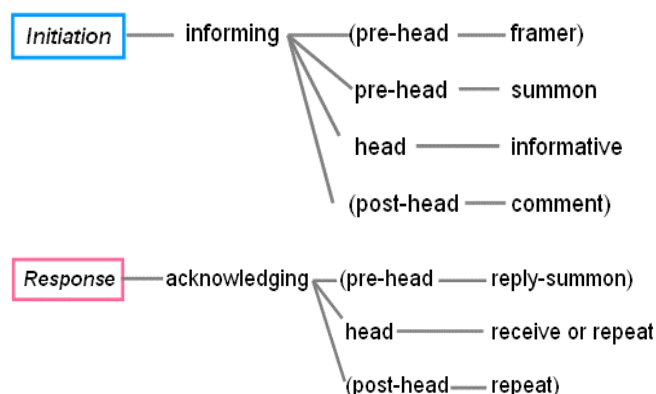 Initiation informing (pre-head framer)
pre-head summon
head informative
(post-head comment)
Response acknowledging (pre-head reply-summon)
head receive or repeat
(post-head repeat)